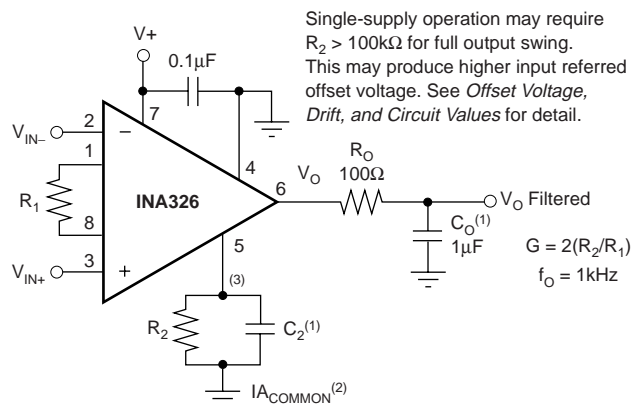 Single-supply operation may require
R2 > 100kΩ for full output swing.
This may produce higher input referred
offset voltage. See Offset Voltage,
Drift, and Circuit Values for detail.
V+
0.1μF
7
VIN−
2
−
1
4
R1
INA326
6
VO
RO
100Ω
VO Filtered
8
5
CO(1)
1μF
G = 2(R2/R1)
fO = 1kHz
VIN+
3
+
(3)
R2
C2(1)
IACOMMON(2)